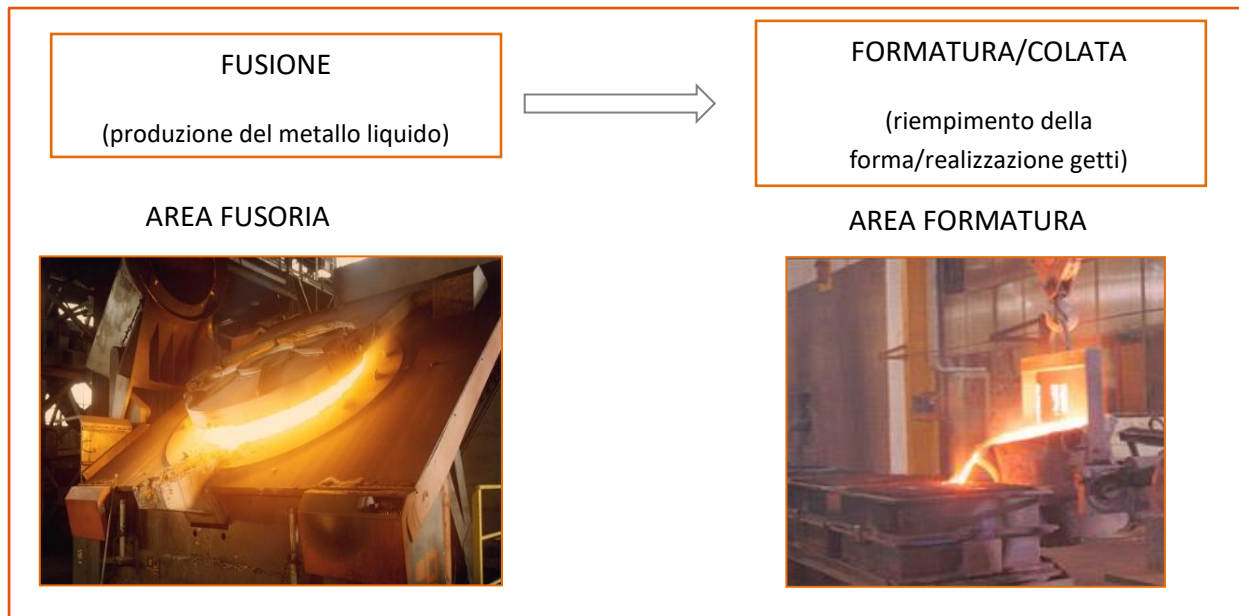 FUSIONE
(produzione del metallo liquido)
FORMATURA/COLATA
(riempimento della
forma/realizzazione getti)
AREA FUSORIA
AREA FORMATURA